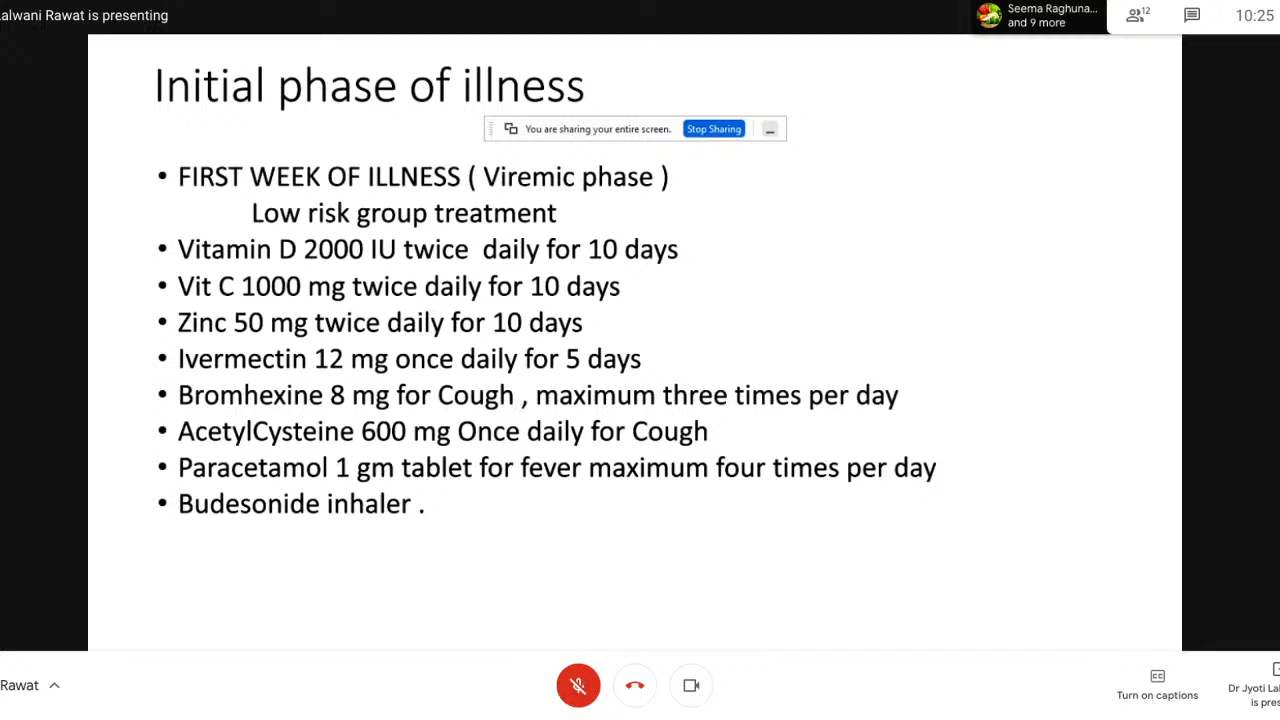 alwani Rawat is presenting
Seema Raghuna...
and 9 more
12
10:25
Initial phase of illness
You are sharing your entire screen.
Stop Sharing
• FIRST WEEK OF ILLNESS ( Viremic phase )
Low risk group treatment
• Vitamin D 2000 IU twice daily for 10 days
• Vit C 1000 mg twice daily for 10 days
• Zinc 50 mg twice daily for 10 days
• Ivermectin 12 mg once daily for 5 days
• Bromhexine 8 mg for Cough , maximum three times per day
• AcetylCysteine 600 mg Once daily for Cough
• Paracetamol 1 gm tablet for fever maximum four times per day
• Budesonide inhaler .
Rawat
Turn on captions
Dr Jyoti Lal
is pres